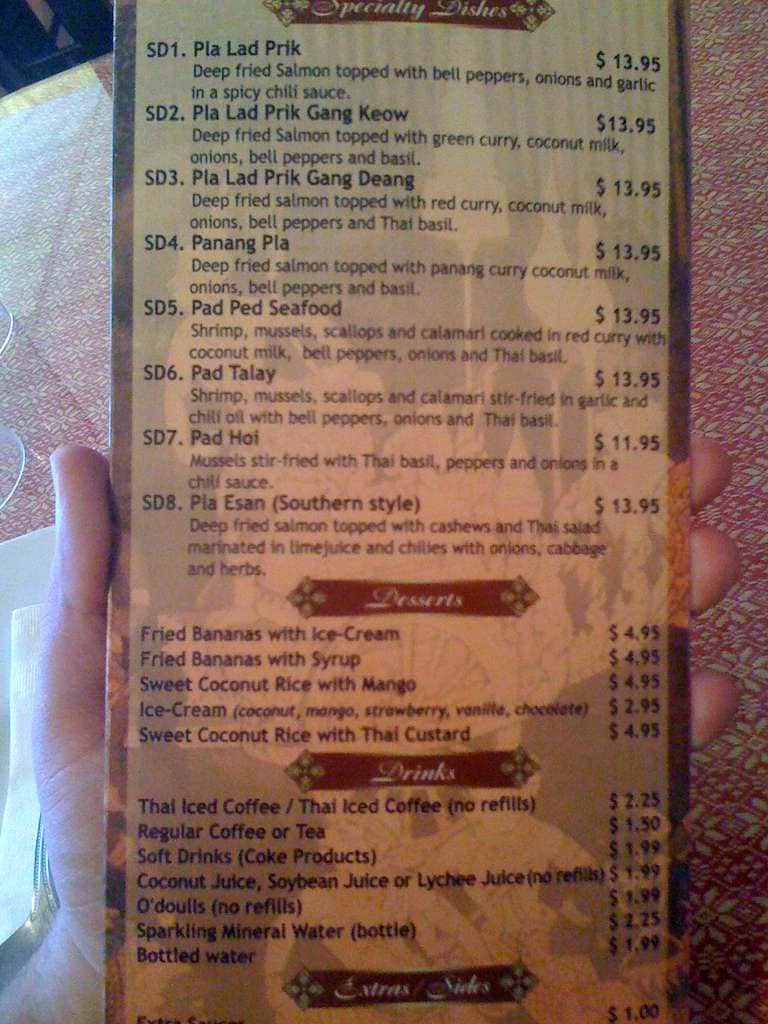 Specialty Dishes
SD1. Pla Lad Prik $ 13.95
Deep fried Salmon topped with bell peppers, onions and garlic
in a spicy chili sauce.
SD2. Pla Lad Prik Gang Keow $13.95
Deep fried Salmon topped with green curry, coconut milk,
onions, bell peppers and basil.
SD3. Pla Lad Prik Gang Deang $ 13.95
Deep fried salmon topped with red curry, coconut milk,
onions, bell peppers and Thai basil.
SD4. Panang Pla $ 13.95
Deep fried salmon topped with panang curry coconut milk,
onions, bell peppers and basil.
SD5. Pad Ped Seafood $ 13.95
Shrimp, mussels, scallops and calamari cooked in red curry with
coconut milk, bell peppers, onions and Thai basil.
SD6. Pad Talay $ 13.95
Shrimp, mussels, scallops and calamari stir-fried in garlic and
chili oil with bell peppers, onions and Thai basil.
SD7. Pad Hoi $ 11.95
Mussels stir-fried with Thai basil, peppers and onions in a
chili sauce.
SD8. Pla Esan (Southern style) $ 13.95
Deep fried salmon topped with cashews and Thai salad
marinated in limejuice and chilies with onions, cabbage
and herbs.
Desserts
Fried Bananas with Ice-Cream $ 4.95
Fried Bananas with Syrup $ 4.95
Sweet Coconut Rice with Mango $ 4.95
Ice-Cream (coconut, mango, strawberry, vanilla, chocolate) $ 2.95
Sweet Coconut Rice with Thai Custard $ 4.95
Drinks
Thai Iced Coffee / Thai Iced Coffee (no refills) $ 2.25
Regular Coffee or Tea $ 1.50
Soft Drinks (Coke Products) $ 1.99
Coconut Juice, Soybean Juice or Lychee Juice(no refills) $ 1.99
O'doulls (no refills) $ 1.99
Sparkling Mineral Water (bottle) $ 2.25
Bottled water $ 1.99
Extras/Sides
Extra Sauces $ 1.00